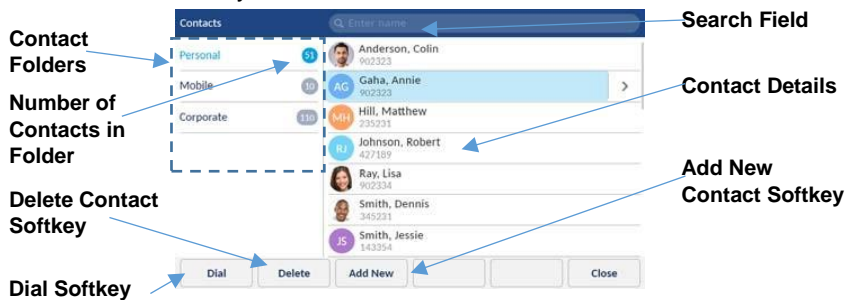 Contacts
Enter name
Search Field
Contact
Folders
Personal
51
Anderson, Colin
902323
Mobile
10
AG
Gaha, Annie
902323
Contact Details
Number of
Contacts in
Folder
Corporate
110
MH
Hill, Matthew
235231
RJ
Johnson, Robert
427189
Ray, Lisa
902334
Add New
Contact Softkey
Delete Contact
Softkey
Smith, Dennis
345231
JS
Smith, Jessie
143354
Dial Softkey
Dial
Delete
Add New
Close